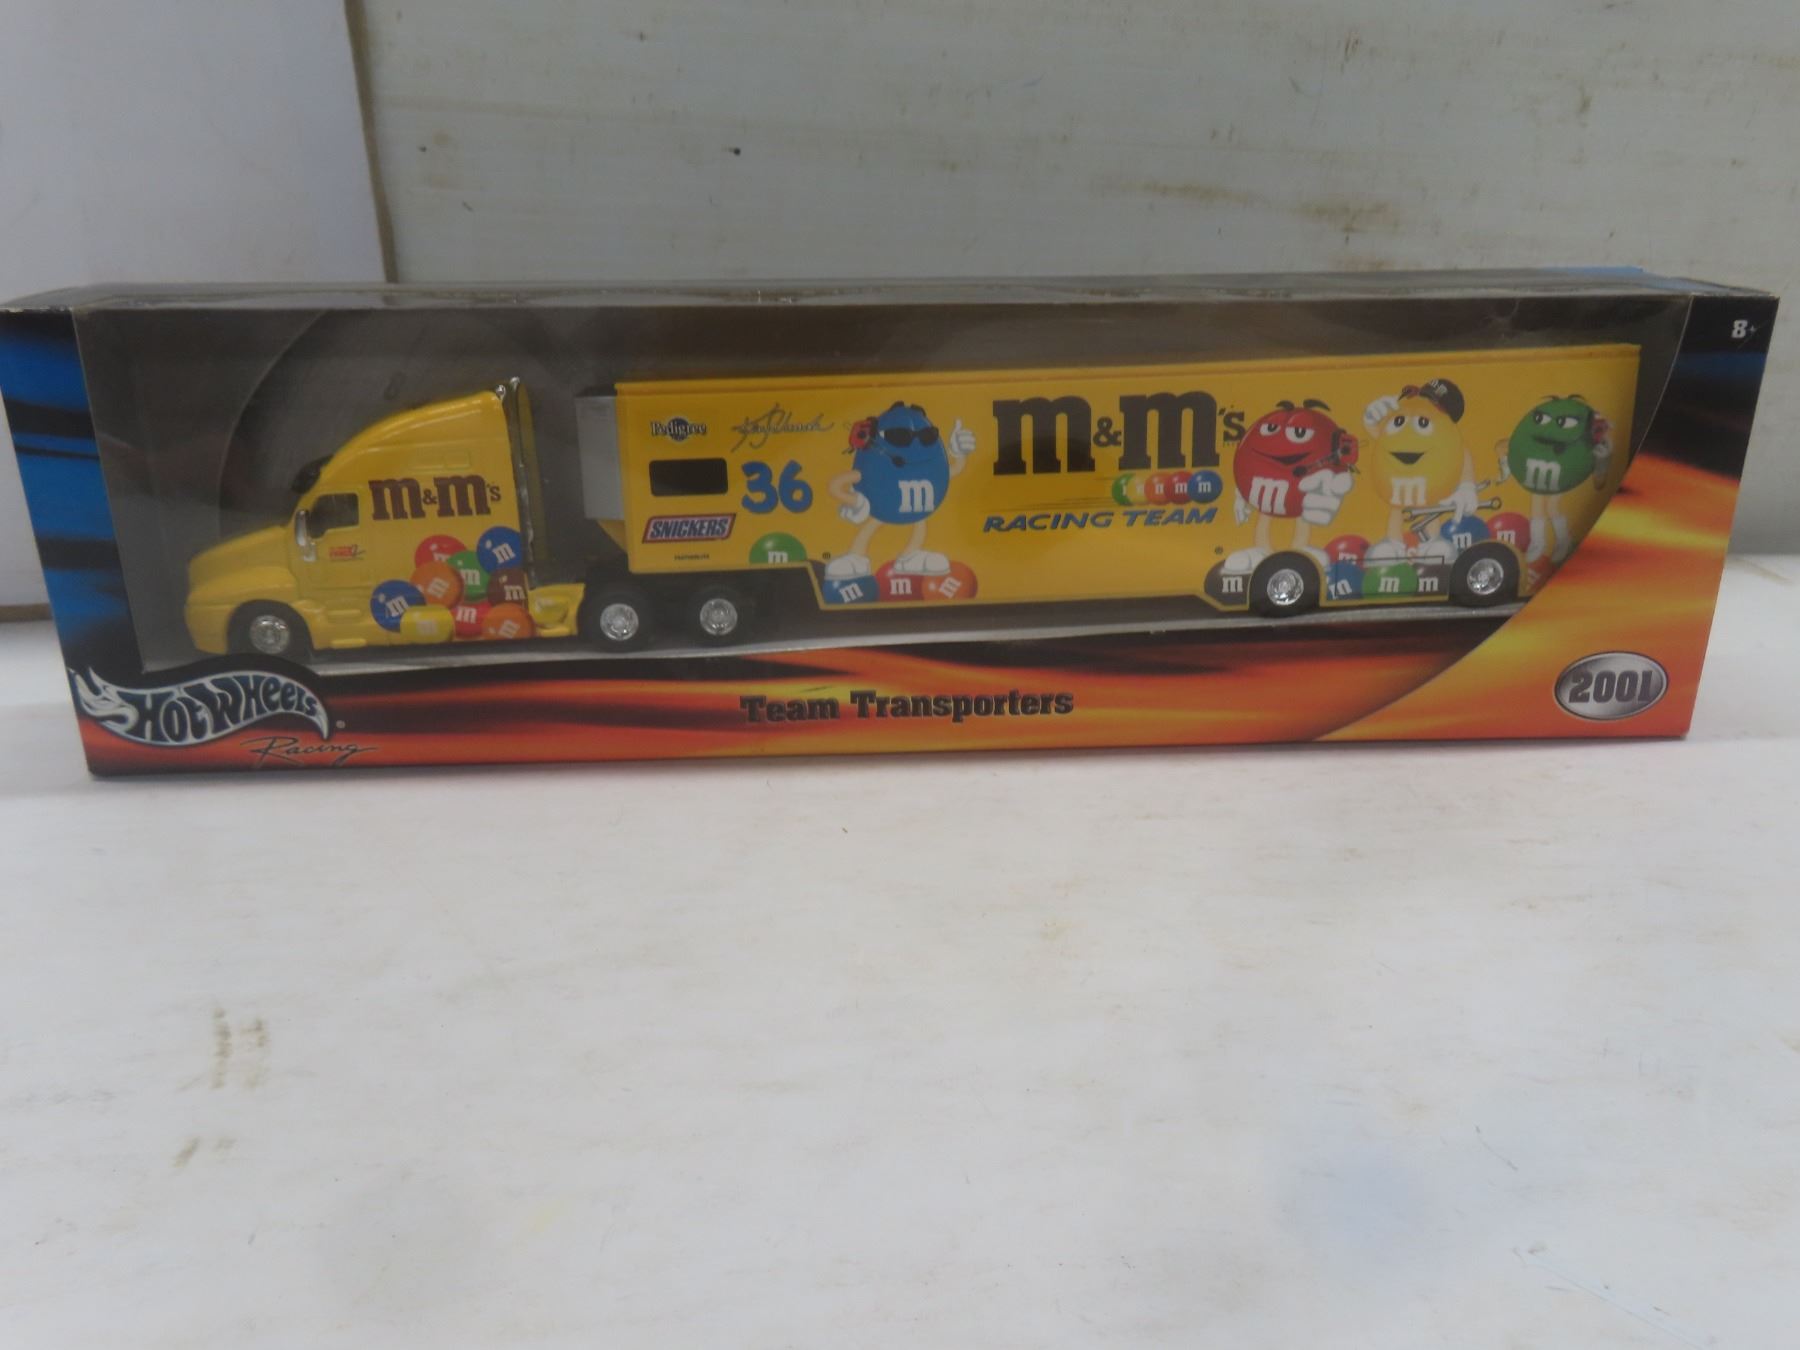 8+
m&m's
Pedigree
36
SNICKERS
m&m's
RACING TEAM
m
m
m
m
m
m
m
m
m
m
m
HOT WHEELS
Racing
Team Transporters
2001